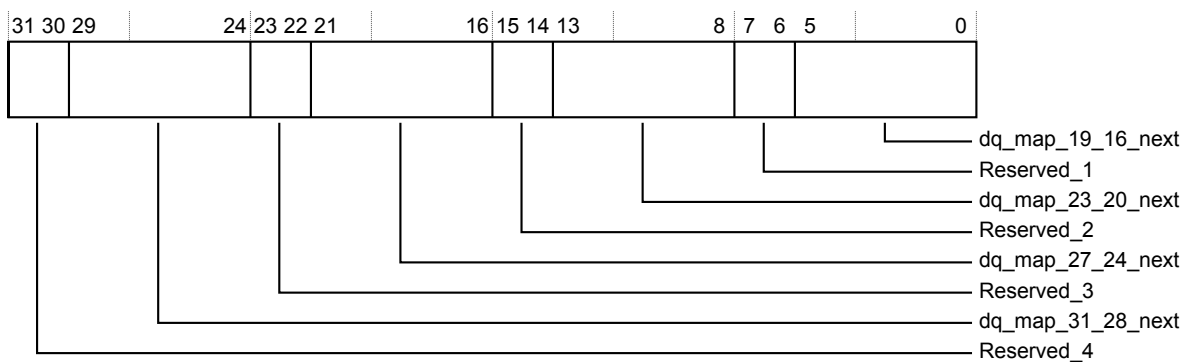 31 30 29 24 23 22 21 16 15 14 13 8 7 6 5 0
dq_map_19_16_next
Reserved_1
dq_map_23_20_next
Reserved_2
dq_map_27_24_next
Reserved_3
dq_map_31_28_next
Reserved_4